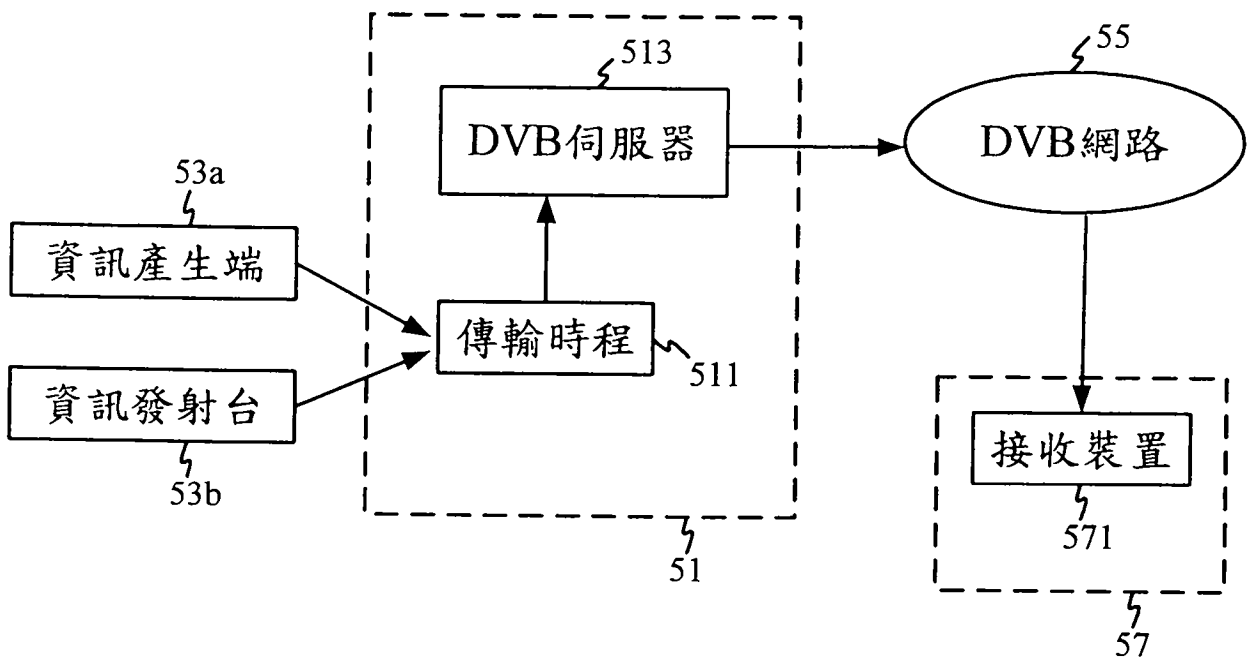 513
DVB伺服器
55
DVB網路
53a
資訊產生端
傳輸時程
511
資訊發射台
53b
接收裝置
571
51
57